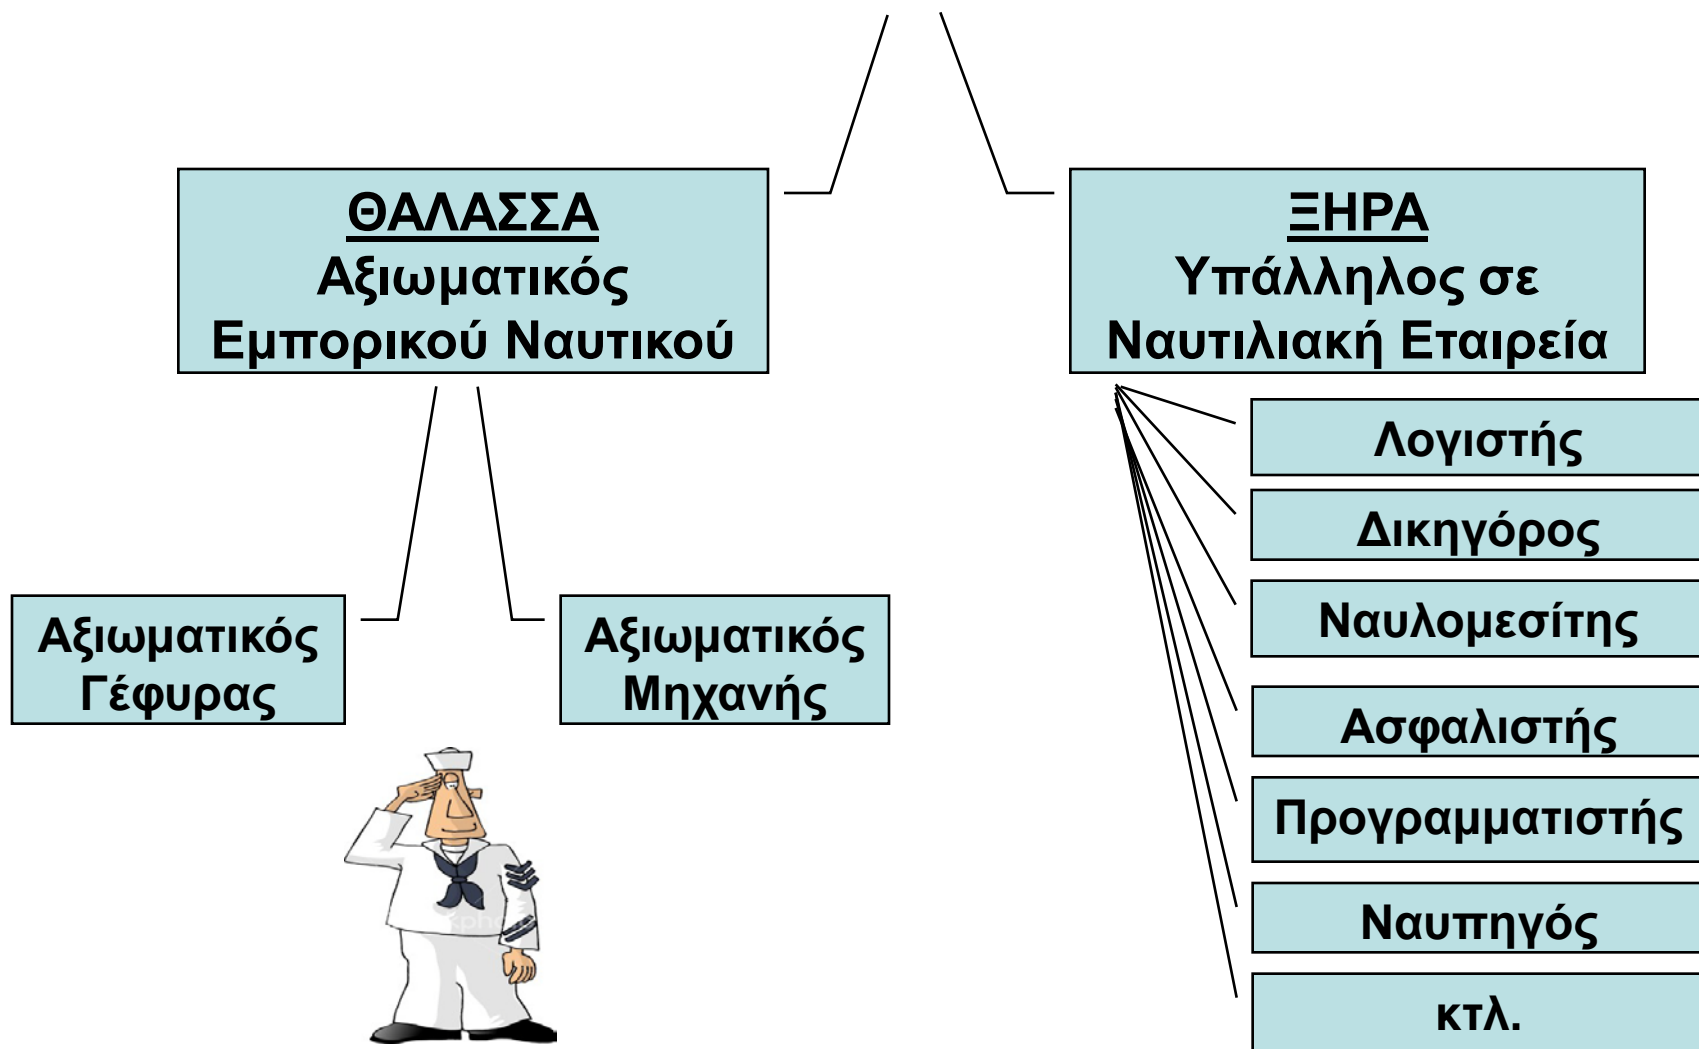 ΘΑΛΑΣΣΑ
Αξιωματικός
Εμπορικού Ναυτικού
ΞΗΡΑ
Υπάλληλος σε
Ναυτιλιακή Εταιρεία
Αξιωματικός
Γέφυρας
Αξιωματικός
Μηχανής
Λογιστής
Δικηγόρος
Ναυλομεσίτης
Ασφαλιστής
Προγραμματιστής
Ναυπηγός
κτλ.